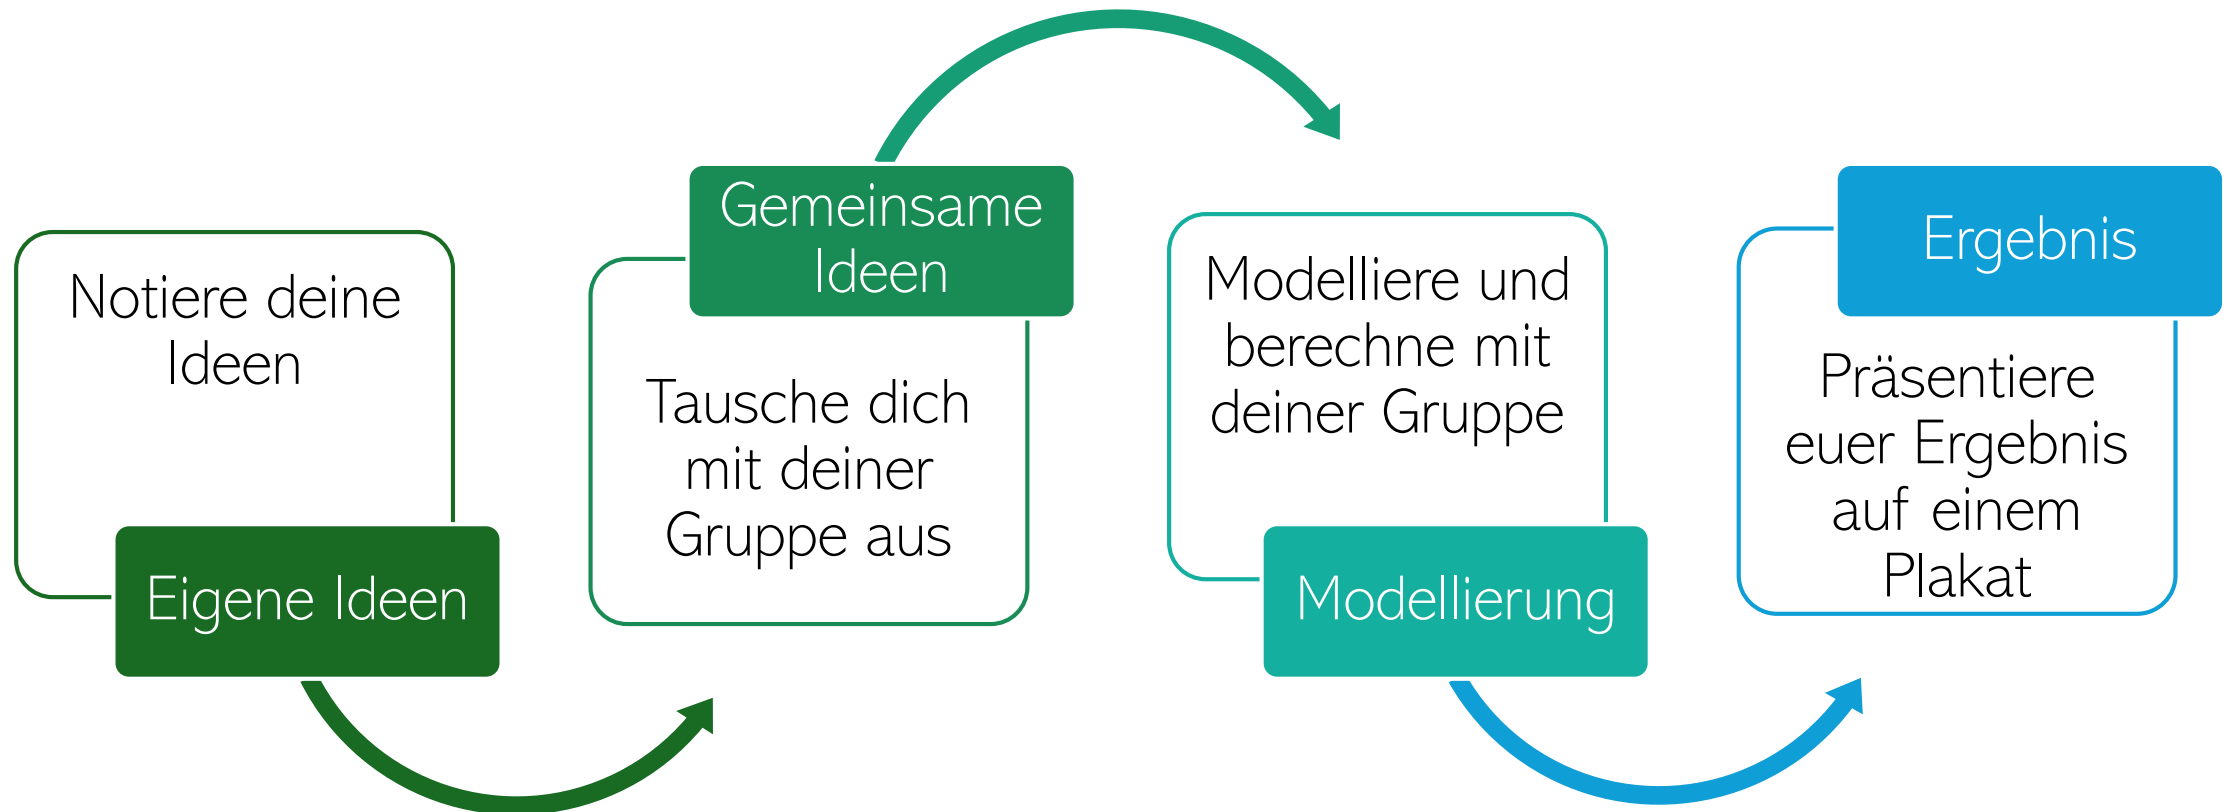 Notiere deine
Ideen
Eigene Ideen
Gemeinsame
Ideen
Tausche dich
mit deiner
Gruppe aus
Modelliere und
berechne mit
deiner Gruppe
Modellierung
Ergebnis
Präsentiere
euer Ergebnis
auf einem
Plakat